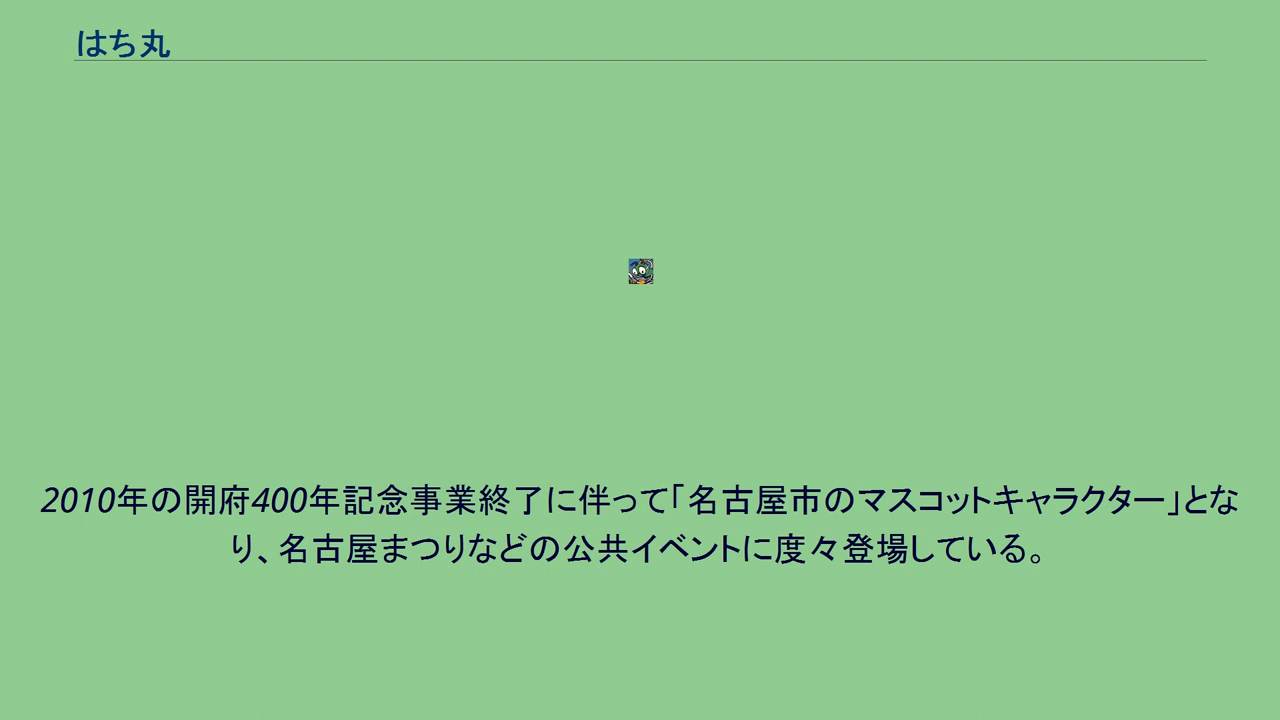 はち丸
2010年の開府400年記念事業終了に伴って「名古屋市のマスコットキャラクター」とな
り、名古屋まつりなどの公共イベントに度々登場している。